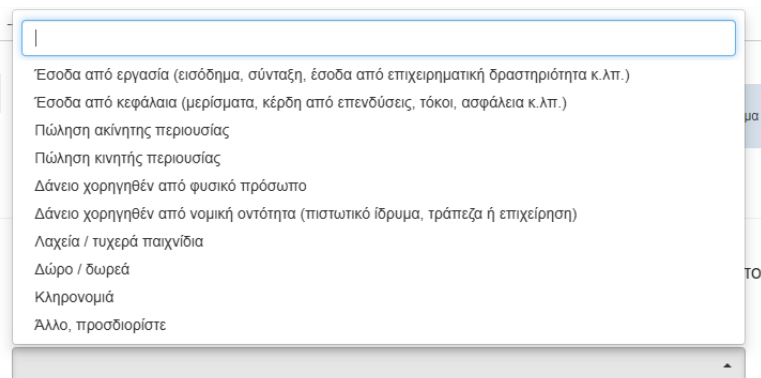 Έσοδα από εργασία (εισόδημα, σύνταξη, έσοδα από επιχειρηματική δραστηριότητα κ.λπ.)
Έσοδα από κεφάλαια (μερίσματα, κέρδη από επενδύσεις, τόκοι, ασφάλεια κ.λπ.)
Πώληση ακίνητης περιουσίας
μα
Πώληση κινητής περιουσίας
Δάνειο χορηγηθέν από φυσικό πρόσωπο
Δάνειο χορηγηθέν από νομική οντότητα (πιστωτικό ίδρυμα, τράπεζα ή επιχείρηση)
Λαχεία / τυχερά παιχνίδια
Δώρο / δωρεά
το
Κληρονομιά
Άλλο, προσδιορίστε